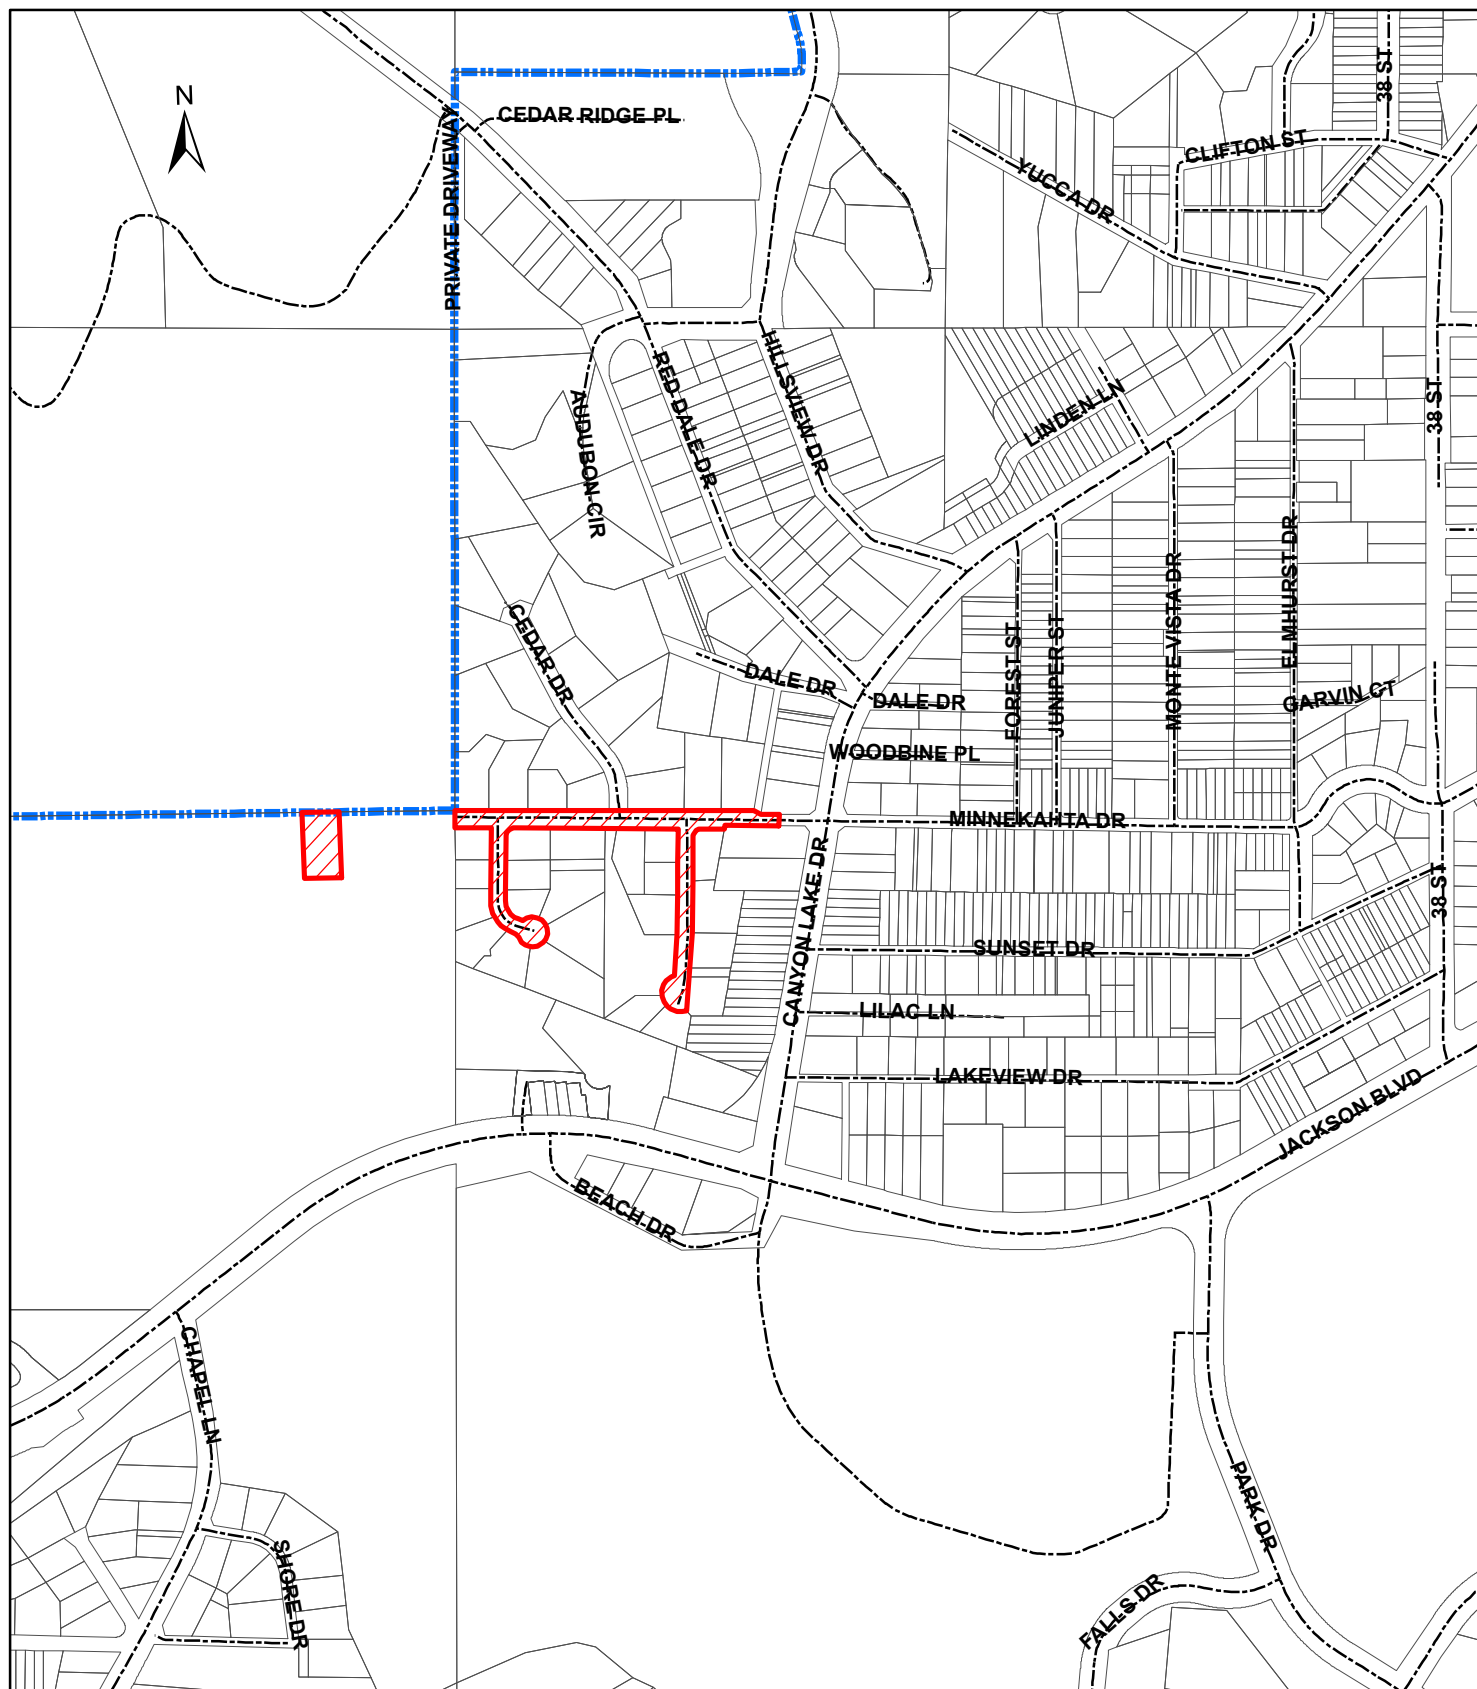 N
CEDAR RIDGE PL
PRIVATE DRIVEWAY
38 ST
CLIFTON ST
YUCCA DR
HILLSVIEW DR
RED DALE DR
AUDUBON CIR
LINDEN LN
38 ST
CEDAR DR
DALE DR
DALE DR
WOODBINE PL
FOREST ST
JUNIPER ST
MONTE VISTA DR
ELMHURST DR
GARVIN CT
MINNEKAHTA DR
CANYON LAKE DR
38 ST
SUNSET DR
LILAC LN
LAKEVIEW DR
JACKSON BLVD
BEACH DR
CHAPEL LN
SHORE DR
PARK DR
FALLS DR